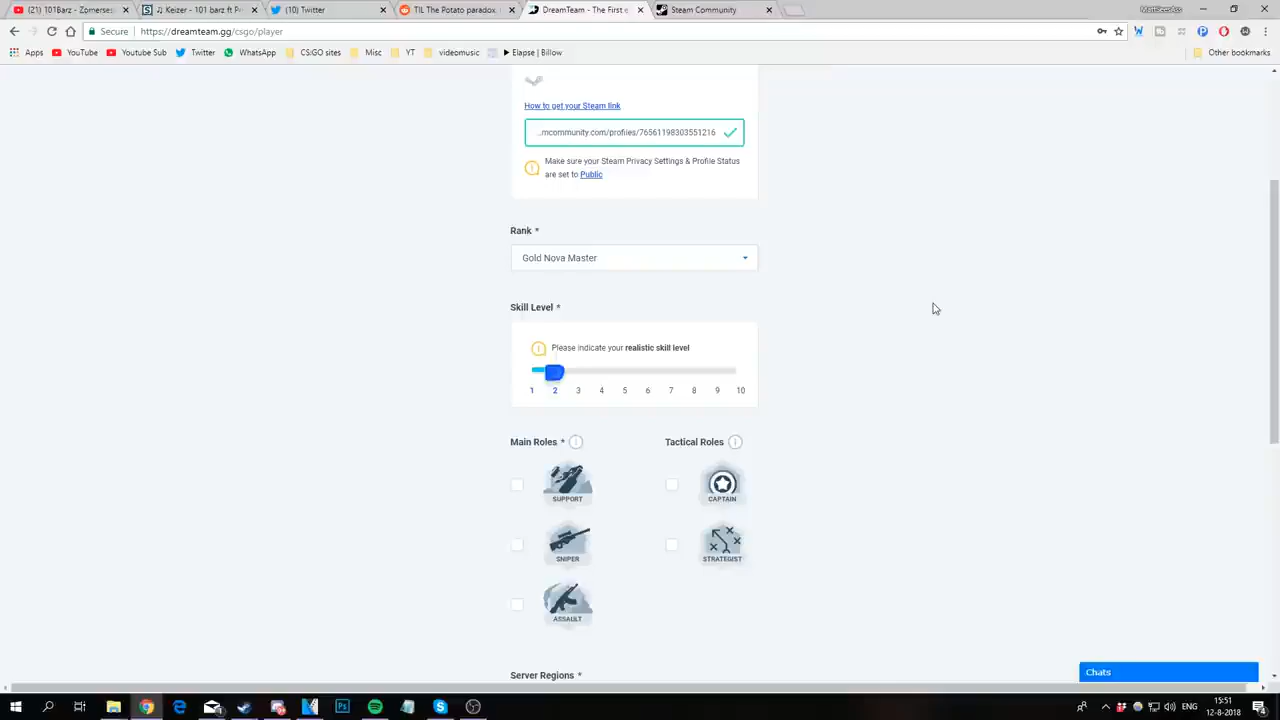 (21) 101Barz - Zomersess
Keizer - 101 barz ft P
(10) Twitter
TIL The Potato paradox.
DreamTeam - The First e
Steam Community
Secure
https://dreamteam.gg/csgo/player
Apps
YouTube
Youtube Sub
Twitter
WhatsApp
CS:GO sites
Misc
YT
videomusic
Elapse | Billow
Other bookmarks
How to get your Steam link
..mcommunity.com/profiles/76561198303551216
Make sure your Steam Privacy Settings & Profile Status
are set to Public
Rank *
Gold Nova Master
Skill Level *
Please indicate your realistic skill level
1 2 3 4 5 6 7 8 9 10
Main Roles *
Tactical Roles
SUPPORT
CAPTAIN
SNIPER
STRATEGIST
ASSAULT
Server Regions *
Chats
ENG
15:51
12-8-2018